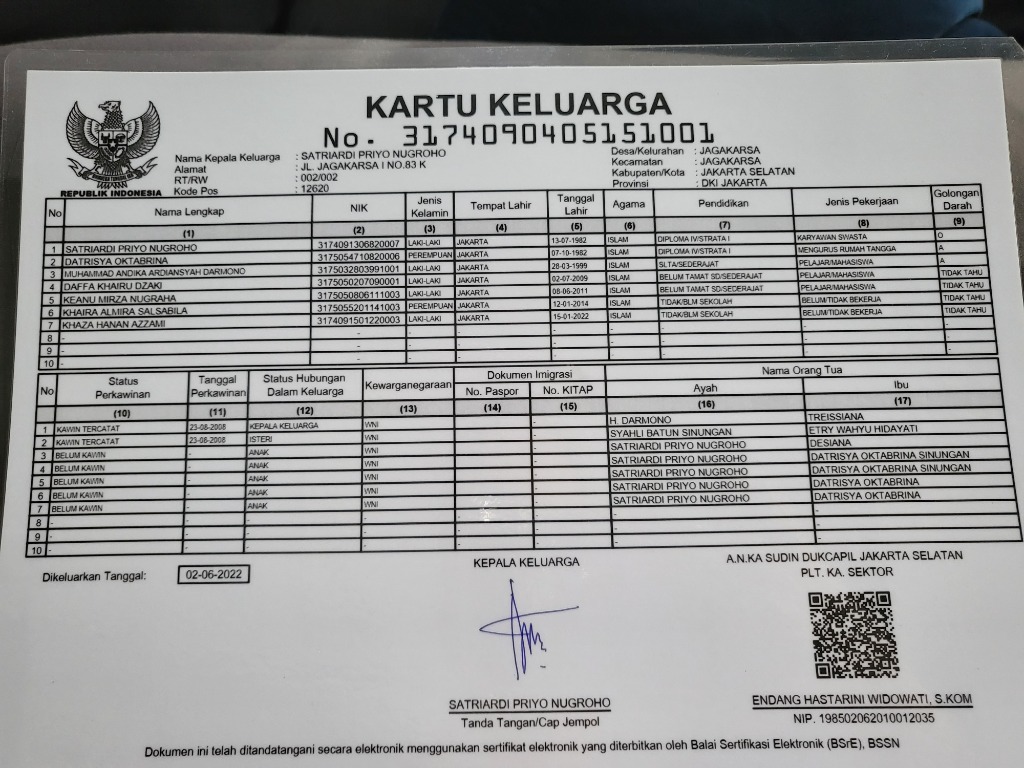 KARTU KELUARGA
No. 3174090405151001
REPUBLIK INDONESIA
Nama Kepala Keluarga : SATRIARDI PRIYO NUGROHO
Alamat : JL. JAGAKARSA I NO.83 K
RT/RW : 002/002
Kode Pos : 12620
Desa/Kelurahan : JAGAKARSA
Kecamatan : JAGAKARSA
Kabupaten/Kota : JAKARTA SELATAN
Provinsi : DKI JAKARTA
No Nama Lengkap NIK Jenis Kelamin Tempat Lahir Tanggal Lahir Agama Pendidikan Jenis Pekerjaan Golongan Darah
(1) (2) (3) (4) (5) (6) (7) (8) (9)
1 SATRIARDI PRIYO NUGROHO 3174091306820007 LAKI-LAKI JAKARTA 13-07-1982 ISLAM DIPLOMA IV/STRATA I KARYAWAN SWASTA O
2 DATRISYA OKTABRINA 3175054710820006 PEREMPUAN JAKARTA 07-10-1982 ISLAM DIPLOMA IV/STRATA I MENGURUS RUMAH TANGGA A
3 MUHAMMAD ANDIKA ARDIANSYAH DARMONO 3175032803991001 LAKI-LAKI JAKARTA 28-03-1999 ISLAM SLTA/SEDERAJAT PELAJAR/MAHASISWA A
4 DAFFA KHAIRU DZAKI 3175050207090001 LAKI-LAKI JAKARTA 02-07-2009 ISLAM BELUM TAMAT SD/SEDERAJAT PELAJAR/MAHASISWA TIDAK TAHU
5 KEANU MIRZA NUGRAHA 3175050806111003 LAKI-LAKI JAKARTA 08-06-2011 ISLAM BELUM TAMAT SD/SEDERAJAT PELAJAR/MAHASISWA TIDAK TAHU
6 KHAIRA ALMIRA SALSABILA 3175055201141003 PEREMPUAN JAKARTA 12-01-2014 ISLAM TIDAK/BLM SEKOLAH BELUM/TIDAK BEKERJA TIDAK TAHU
7 KHAZA HANAN AZZAMI 3174091501220003 LAKI-LAKI JAKARTA 15-01-2022 ISLAM TIDAK/BLM SEKOLAH BELUM/TIDAK BEKERJA TIDAK TAHU
8 - - - - - - - - -
9 - - - - - - - - -
10 - - - - - - - - -
No Status Perkawinan Tanggal Perkawinan Status Hubungan Dalam Keluarga Kewarganegaraan Dokumen Imigrasi Nama Orang Tua
No. Paspor No. KITAP Ayah Ibu
(10) (11) (12) (13) (14) (15) (16) (17)
1 KAWIN TERCATAT 23-08-2008 KEPALA KELUARGA WNI - - H. DARMONO TREISSIANA
2 KAWIN TERCATAT 23-08-2008 ISTERI WNI - - SYAHLI BATUN SINUNGAN ETRY WAHYU HIDAYATI
3 BELUM KAWIN - ANAK WNI - - SATRIARDI PRIYO NUGROHO DESIANA
4 BELUM KAWIN - ANAK WNI - - SATRIARDI PRIYO NUGROHO DATRISYA OKTABRINA SINUNGAN
5 BELUM KAWIN - ANAK WNI - - SATRIARDI PRIYO NUGROHO DATRISYA OKTABRINA SINUNGAN
6 BELUM KAWIN - ANAK WNI - - SATRIARDI PRIYO NUGROHO DATRISYA OKTABRINA
7 BELUM KAWIN - ANAK WNI - - SATRIARDI PRIYO NUGROHO DATRISYA OKTABRINA
8 - - - - - - - -
9 - - - - - - - -
10 - - - - - - - -
Dikeluarkan Tanggal: 02-06-2022
KEPALA KELUARGA
SATRIARDI PRIYO NUGROHO
Tanda Tangan/Cap Jempol
A.N.KA SUDIN DUKCAPIL JAKARTA SELATAN
PLT. KA. SEKTOR
ENDANG HASTARINI WIDOWATI, S.KOM
NIP. 198502062010012035
Dokumen ini telah ditandatangani secara elektronik menggunakan sertifikat elektronik yang diterbitkan oleh Balai Sertifikasi Elektronik (BSrE), BSSN